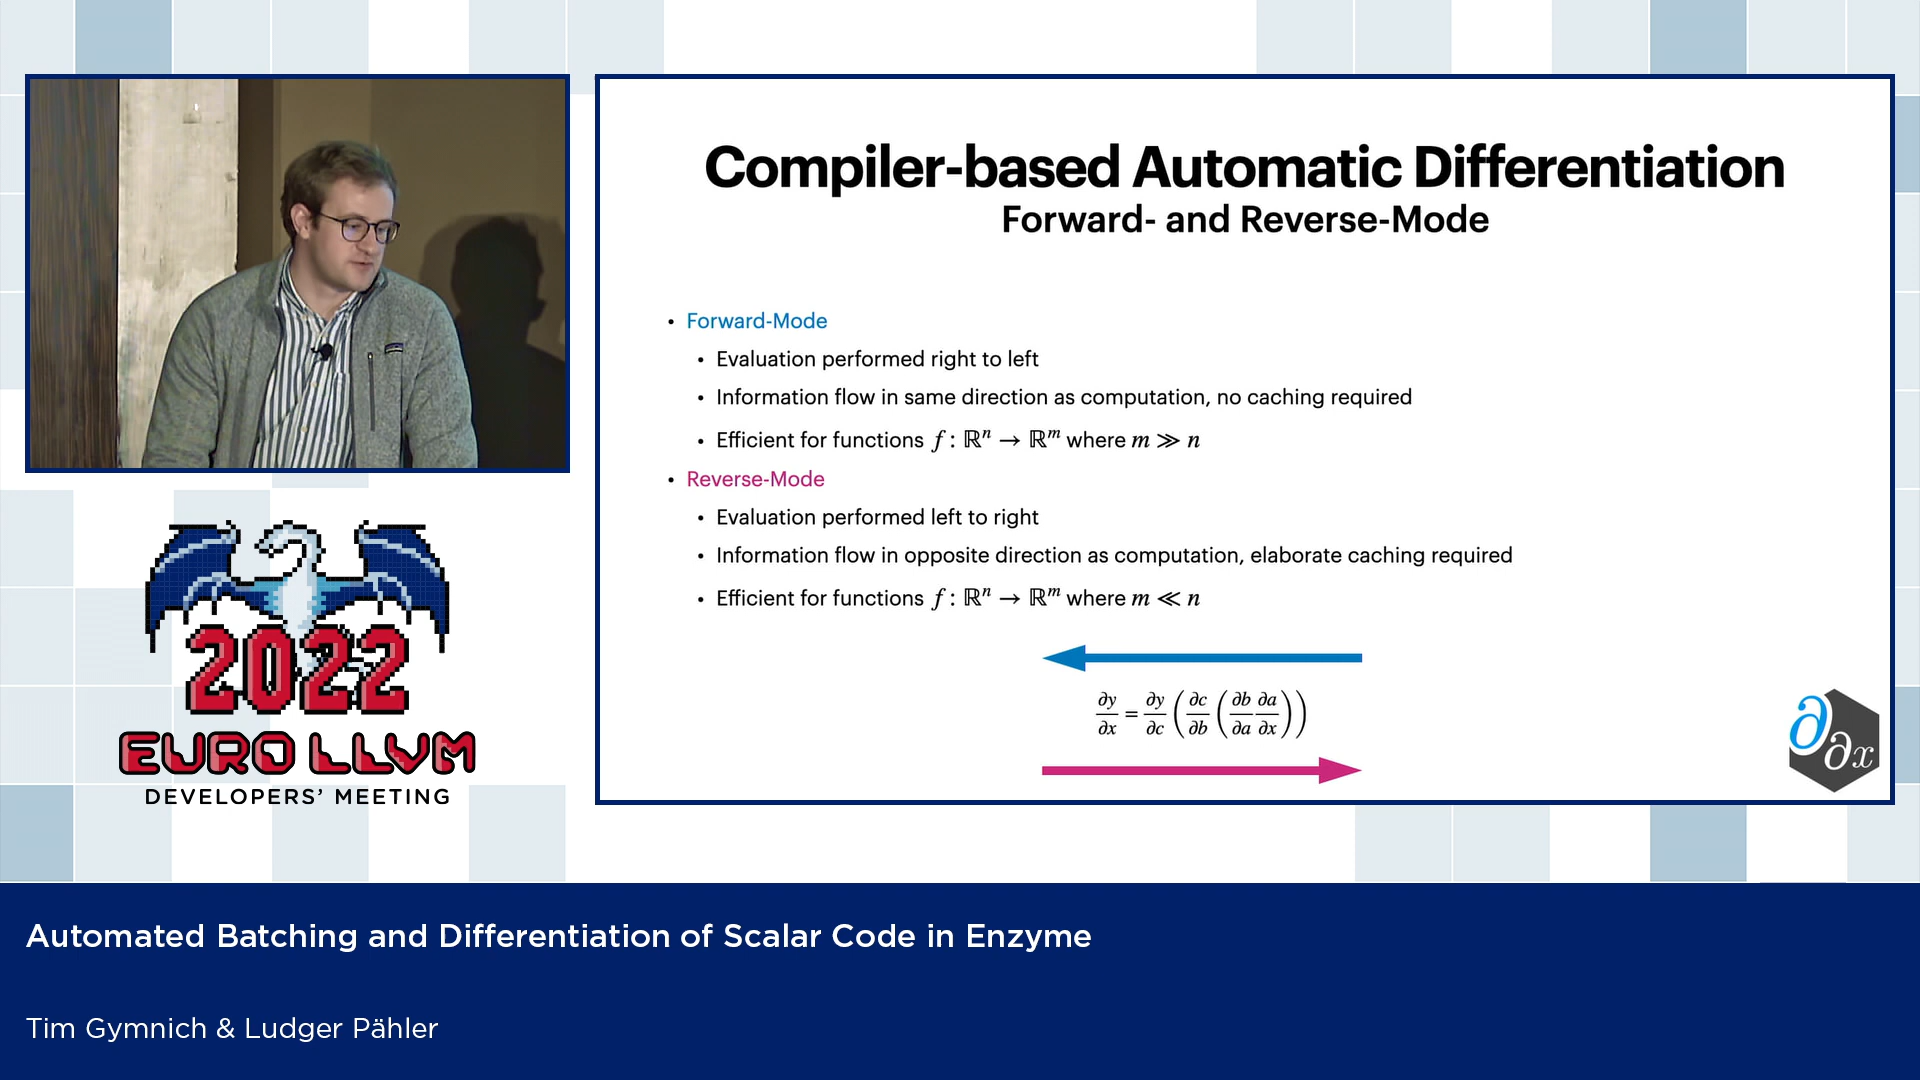 Compiler-based Automatic Differentiation
Forward- and Reverse-Mode
• Forward-Mode
• Evaluation performed right to left
• Information flow in same direction as computation, no caching required
• Efficient for functions f : ℝⁿ → ℝᵐ where m ≫ n
• Reverse-Mode
• Evaluation performed left to right
• Information flow in opposite direction as computation, elaborate caching required
• Efficient for functions f : ℝⁿ → ℝᵐ where m ≪ n
∂y/∂x = ∂y/∂c (∂c/∂b (∂b/∂a ∂a/∂x))
∂
∂x
2022
EURO LLVM
DEVELOPERS’ MEETING
Automated Batching and Differentiation of Scalar Code in Enzyme
Tim Gymnich & Ludger Pähler